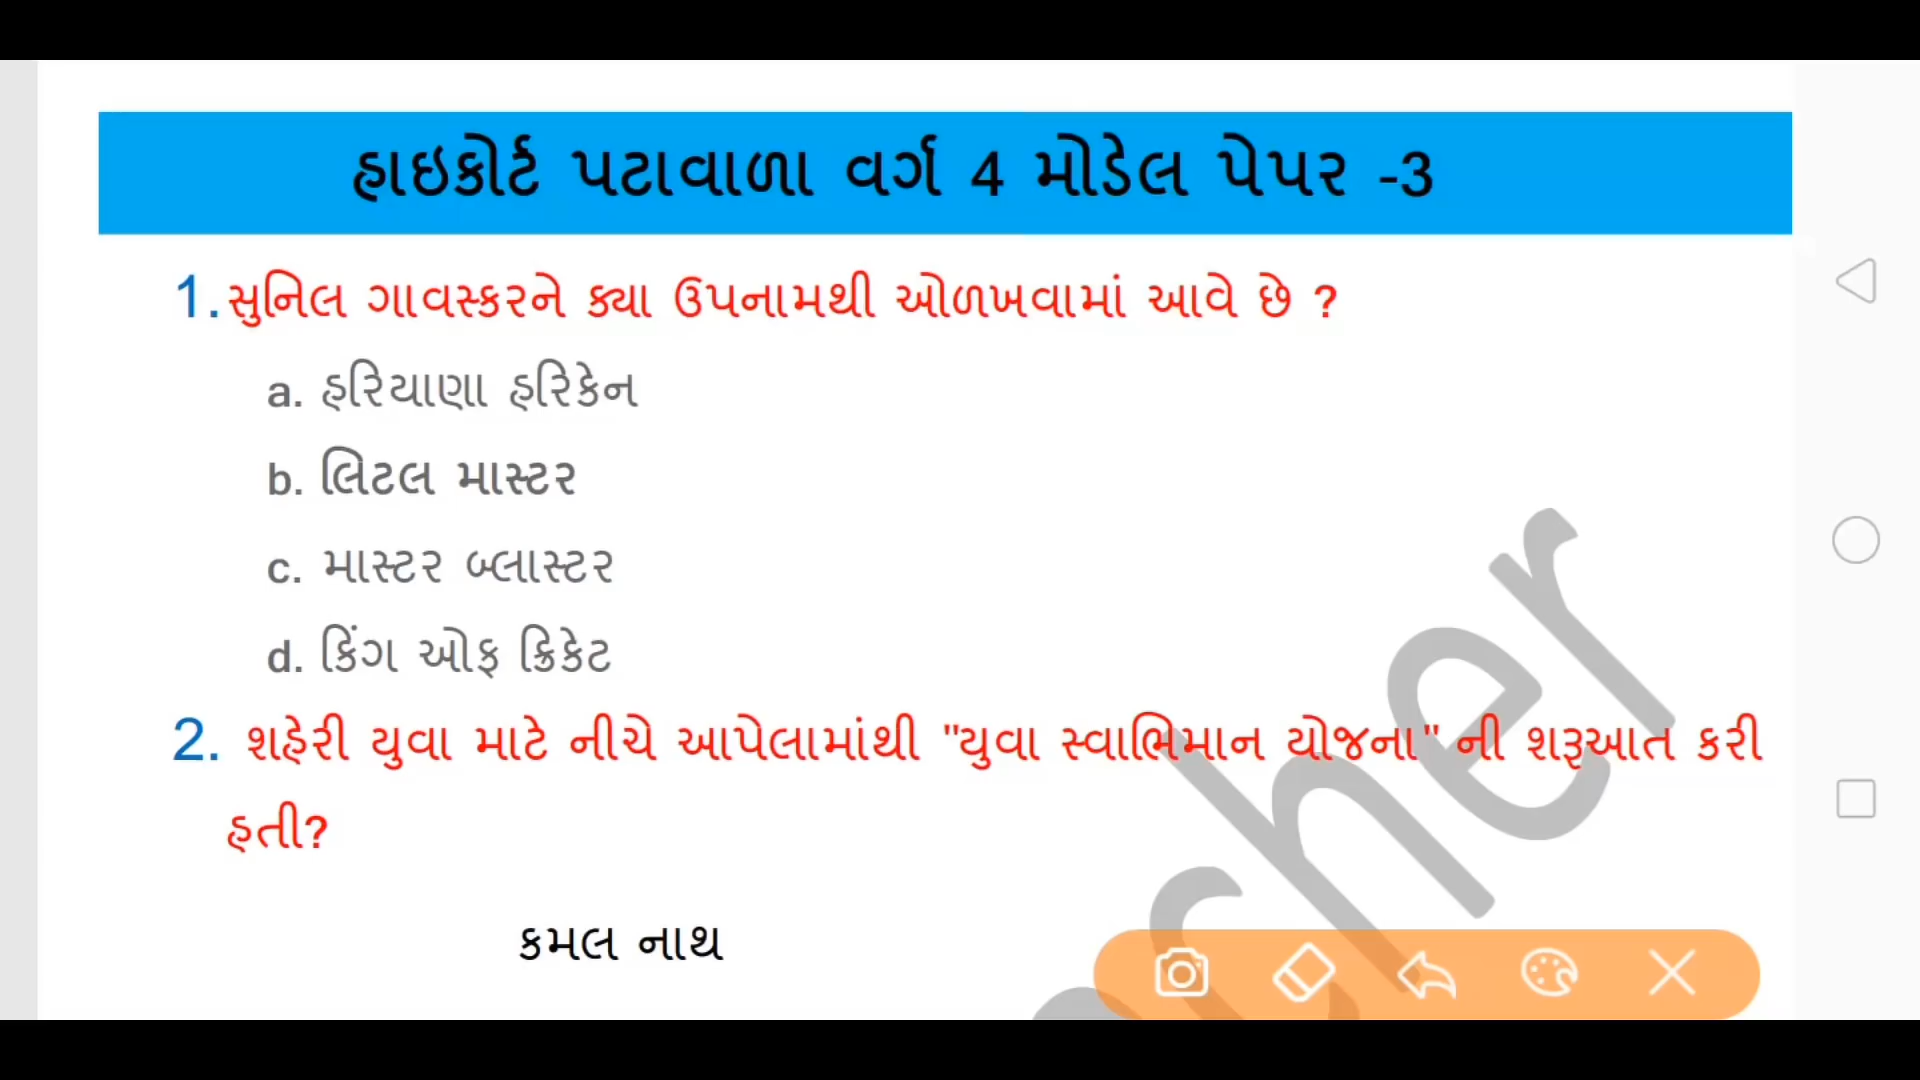 હાઇકોર્ટ પટાવાળા વર્ગ 4 મોડેલ પેપર -3
1. સુનિલ ગાવસ્કરને ક્યા ઉપનામથી ઓળખવામાં આવે છે ?
a. હરિયાણા હરિકેન
b. લિટલ માસ્ટર
c. માસ્ટર બ્લાસ્ટર
d. કિંગ ઓફ ક્રિકેટ
2. શહેરી યુવા માટે નીચે આપેલામાંથી "યુવા સ્વાભિમાન યોજના" ની શરૂઆત કરી
હતી?
કમલ નાથ